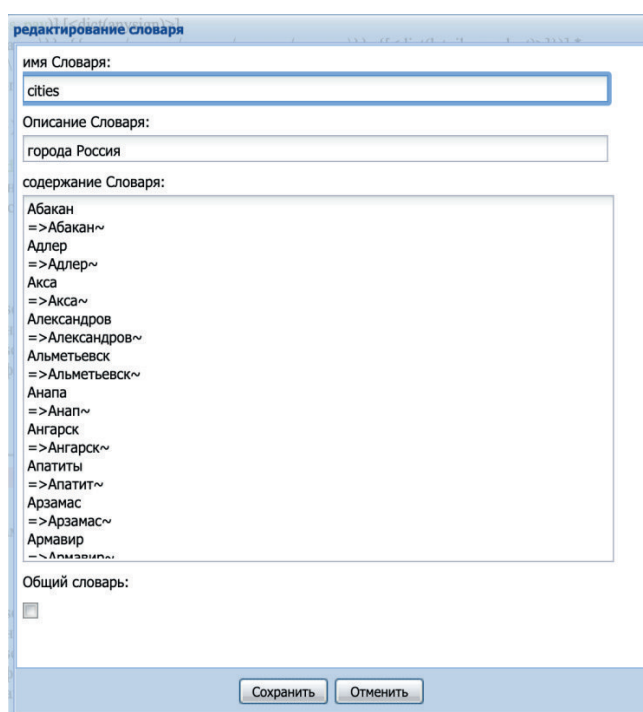 редактирование словаря
имя Словаря:
cities
Описание Словаря:
города Россия
содержание Словаря:
Абакан
=>Абакан~
Адлер
=>Адлер~
Акса
=>Акса~
Александров
=>Александров~
Альметьевск
=>Альметьевск~
Анапа
=>Анап~
Ангарск
=>Ангарск~
Апатиты
=>Апатит~
Арзамас
=>Арзамас~
Армавир
=>Армавир~
Общий словарь:
Сохранить Отменить